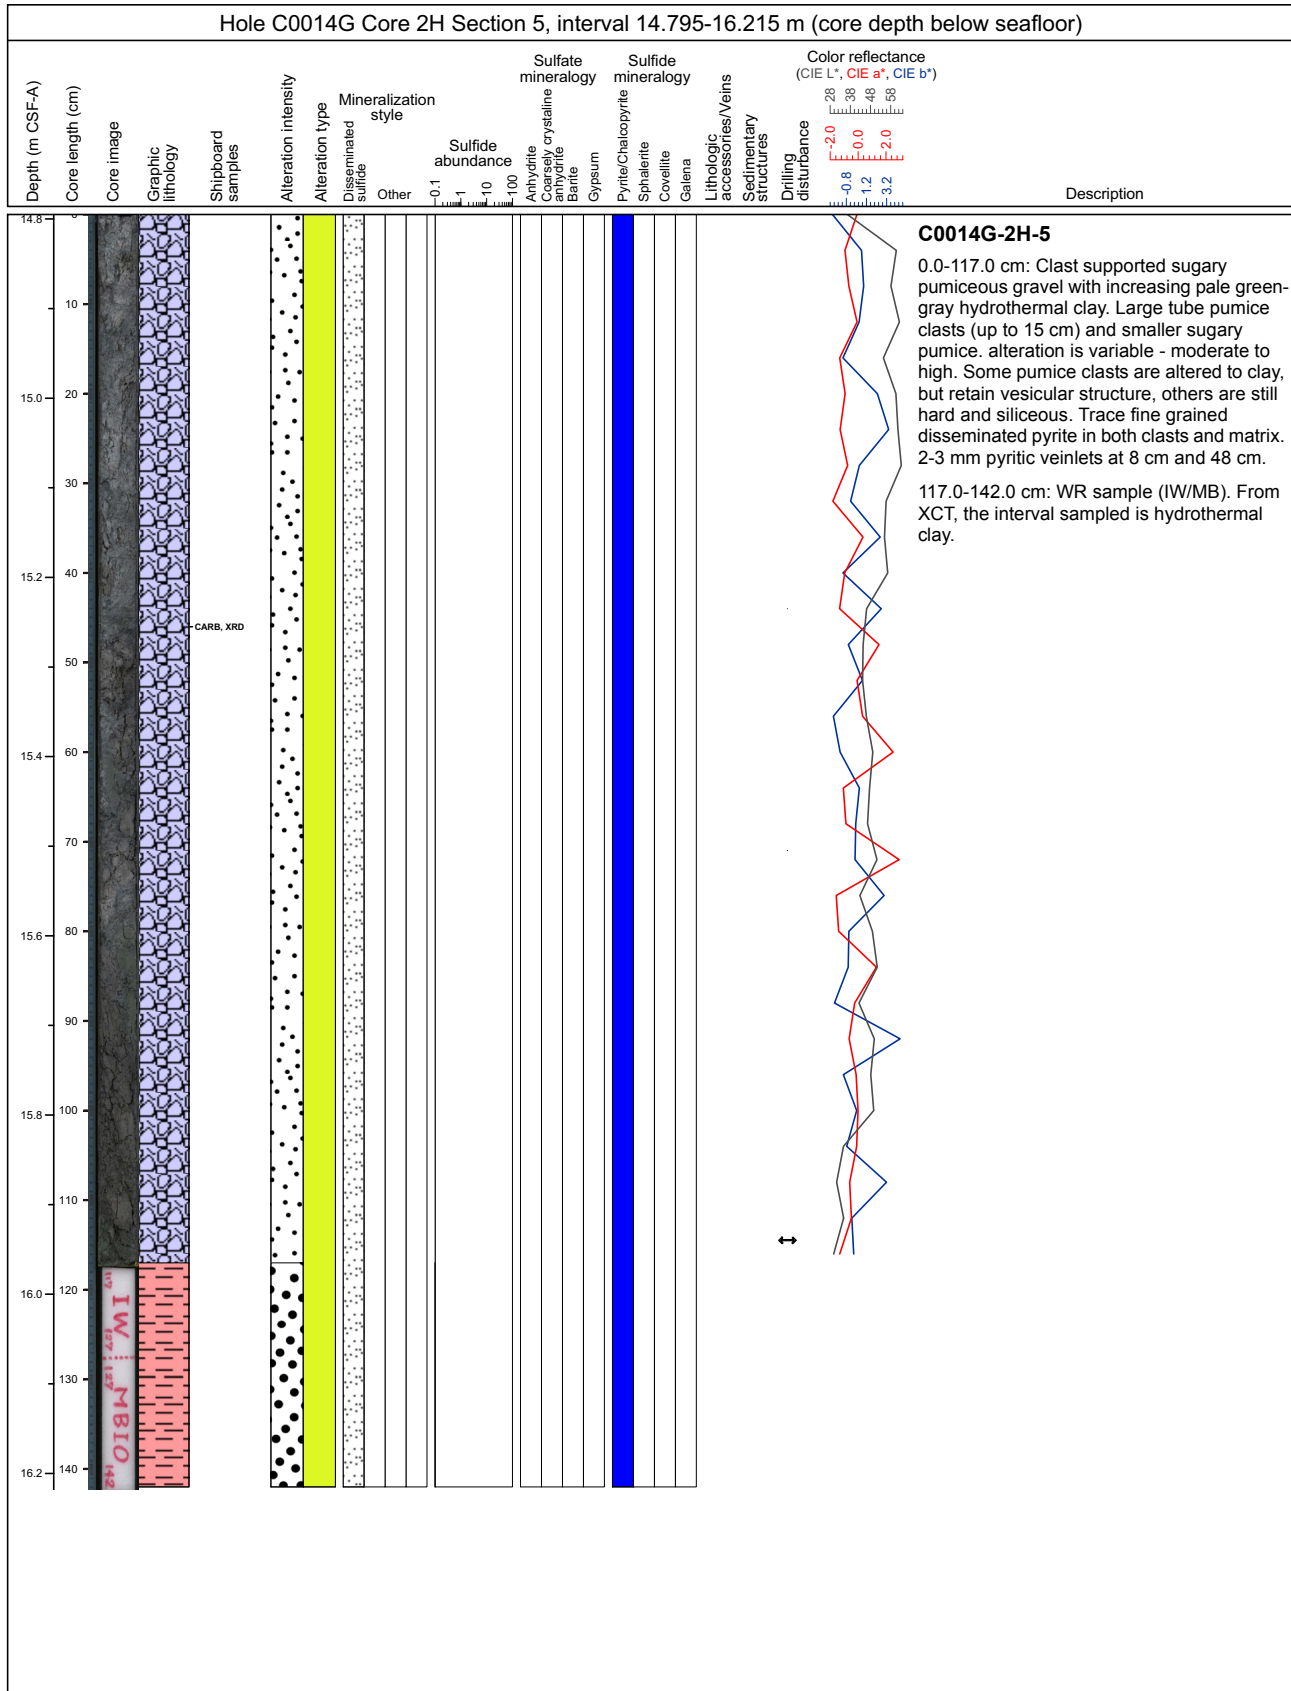 Hole C0014G Core 2H Section 5, interval 14.795-16.215 m (core depth below seafloor)
Depth (m CSF-A)
Core length (cm)
Core image
Graphic
lithology
Shipboard
samples
Alteration intensity
Alteration type
Mineralization
style
Disseminated
sulfide
Other
Sulfide
abundance
0.1
1
10
100
Sulfate
mineralogy
Anhydrite
Coarsely crystaline
anhydrite
Barite
Gypsum
Sulfide
mineralogy
Pyrite/Chalcopyrite
Sphalerite
Covellite
Galena
Lithologic
accessories/Veins
Sedimentary
structures
Drilling
disturbance
Color reflectance
(CIE L*, CIE a*, CIE b*)
28 38 48 58
-2.0 0.0 2.0
-0.8 1.2 3.2
Description
14.8
15.0
15.2
15.4
15.6
15.8
16.0
16.2
10
20
30
40
50
60
70
80
90
100
110
120
130
140
CARB, XRD
117
IW
127
127
MBIO
142
C0014G-2H-5
0.0-117.0 cm: Clast supported sugary
pumiceous gravel with increasing pale green-
gray hydrothermal clay. Large tube pumice
clasts (up to 15 cm) and smaller sugary
pumice. alteration is variable - moderate to
high. Some pumice clasts are altered to clay,
but retain vesicular structure, others are still
hard and siliceous. Trace fine grained
disseminated pyrite in both clasts and matrix.
2-3 mm pyritic veinlets at 8 cm and 48 cm.
117.0-142.0 cm: WR sample (IW/MB). From
XCT, the interval sampled is hydrothermal
clay.